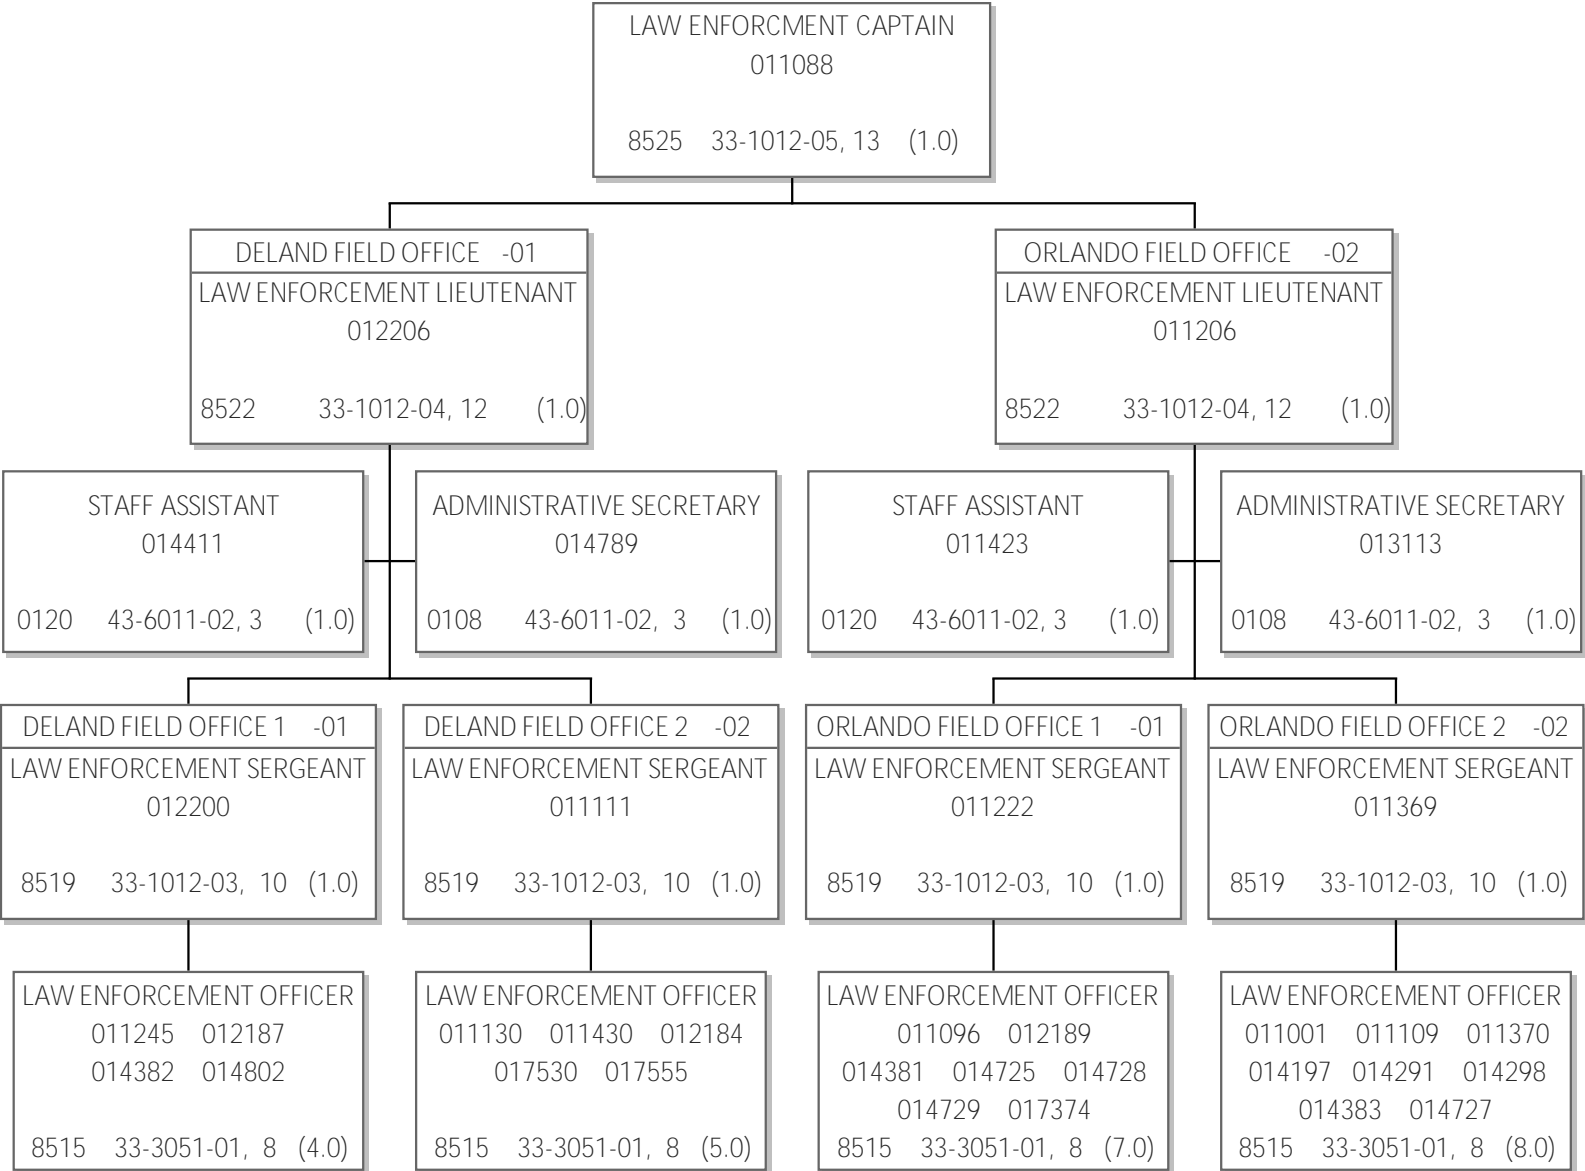 LAW ENFORCMENT CAPTAIN
011088
8525 33-1012-05, 13 (1.0)
DELAND FIELD OFFICE -01
LAW ENFORCEMENT LIEUTENANT
012206
8522 33-1012-04, 12 (1.0)
ORLANDO FIELD OFFICE -02
LAW ENFORCEMENT LIEUTENANT
011206
8522 33-1012-04, 12 (1.0)
STAFF ASSISTANT
014411
0120 43-6011-02, 3 (1.0)
ADMINISTRATIVE SECRETARY
014789
0108 43-6011-02, 3 (1.0)
STAFF ASSISTANT
011423
0120 43-6011-02, 3 (1.0)
ADMINISTRATIVE SECRETARY
013113
0108 43-6011-02, 3 (1.0)
DELAND FIELD OFFICE 1 -01
LAW ENFORCEMENT SERGEANT
012200
8519 33-1012-03, 10 (1.0)
DELAND FIELD OFFICE 2 -02
LAW ENFORCEMENT SERGEANT
011111
8519 33-1012-03, 10 (1.0)
ORLANDO FIELD OFFICE 1 -01
LAW ENFORCEMENT SERGEANT
011222
8519 33-1012-03, 10 (1.0)
ORLANDO FIELD OFFICE 2 -02
LAW ENFORCEMENT SERGEANT
011369
8519 33-1012-03, 10 (1.0)
LAW ENFORCEMENT OFFICER
011245 012187
014382 014802
8515 33-3051-01, 8 (4.0)
LAW ENFORCEMENT OFFICER
011130 011430 012184
017530 017555
8515 33-3051-01, 8 (5.0)
LAW ENFORCEMENT OFFICER
011096 012189
014381 014725 014728
014729 017374
8515 33-3051-01, 8 (7.0)
LAW ENFORCEMENT OFFICER
011001 011109 011370
014197 014291 014298
014383 014727
8515 33-3051-01, 8 (8.0)